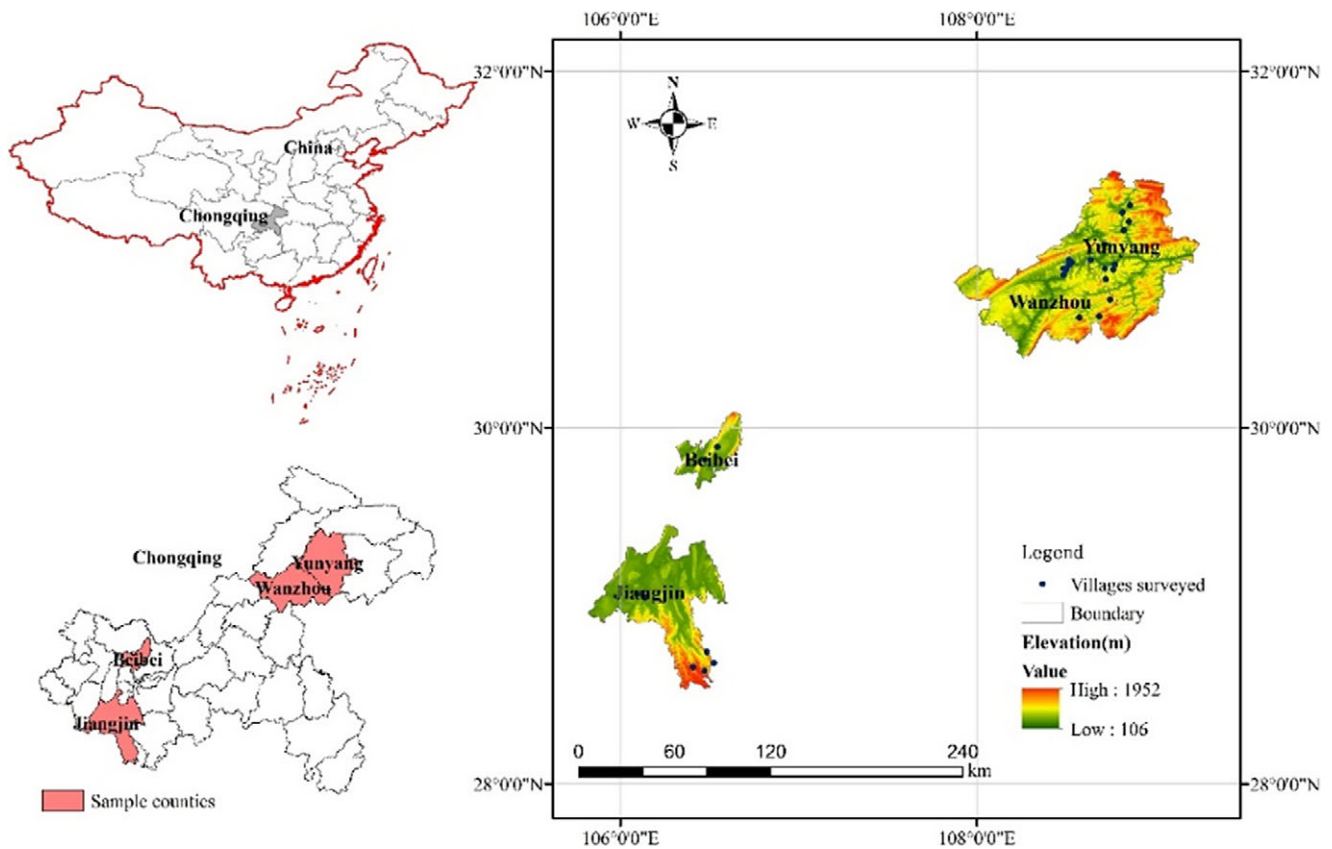 China
Chongqing
Chongqing
Yunyang
Wanzhou
Beibei
Jiangjin
Sample counties
106°0'0"E
108°0'0"E
32°0'0"N
32°0'0"N
N
W
E
S
Yunyang
Wanzhou
30°0'0"N
30°0'0"N
Beibei
Jiangjin
Legend
Villages surveyed
Boundary
Elevation(m)
Value
High : 1952
Low : 106
0
60
120
240
km
28°0'0"N
28°0'0"N
106°0'0"E
108°0'0"E